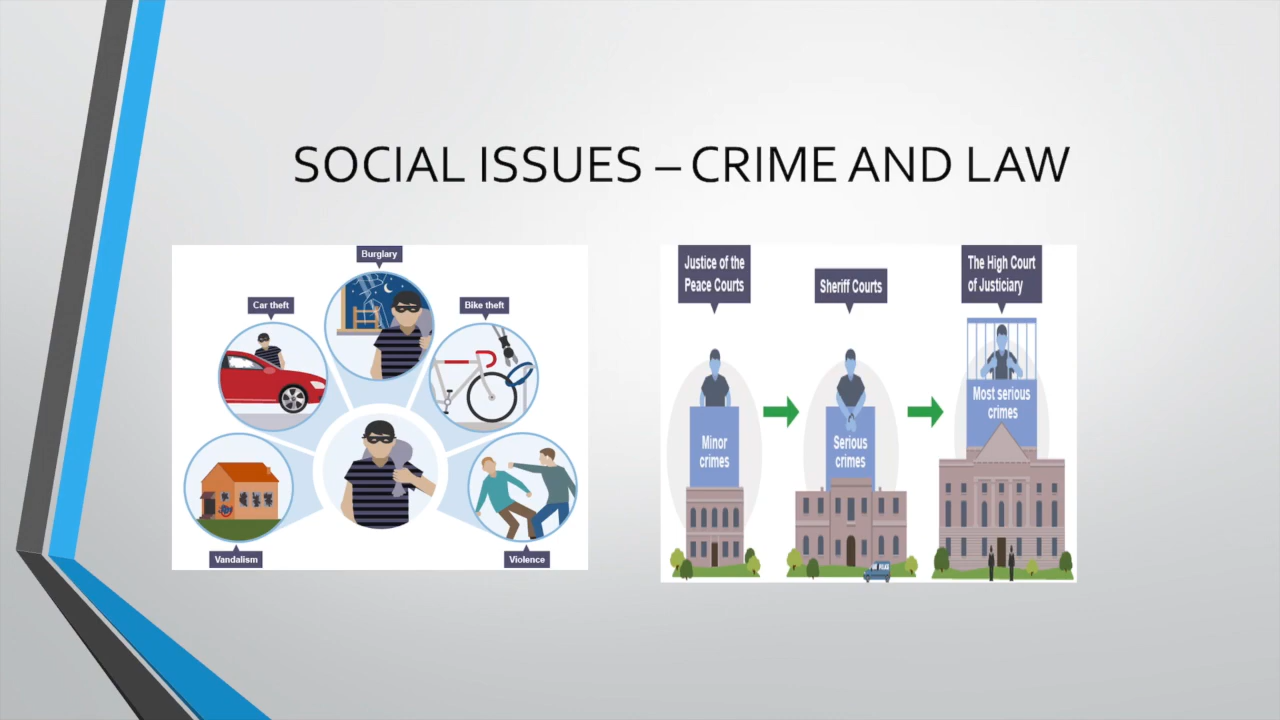 SOCIAL ISSUES – CRIME AND LAW
Burglary
Car theft
Bike theft
Vandalism
Violence
Justice of the
Peace Courts
Sheriff Courts
The High Court
of Justiciary
Minor
crimes
Serious
crimes
Most serious
crimes